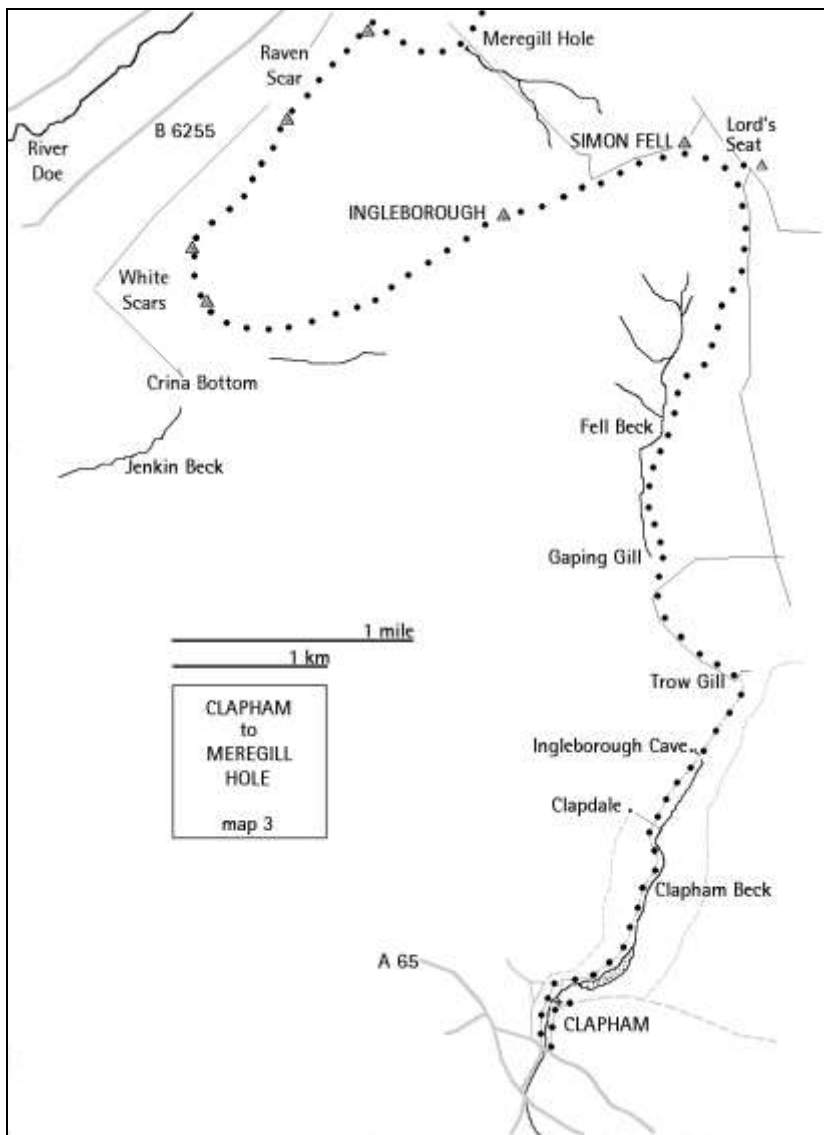 Meregill Hole
Raven
Scar
B 6255
River
Doe
SIMON FELL
Lord's
Seat
INGLEBOROUGH
White
Scars
Crina Bottom
Jenkin Beck
Fell Beck
Gaping Gill
1 mile
1 km
Trow Gill
CLAPHAM
to
MEREGILL
HOLE
map 3
Ingleborough Cave
Clapdale
Clapham Beck
A 65
CLAPHAM